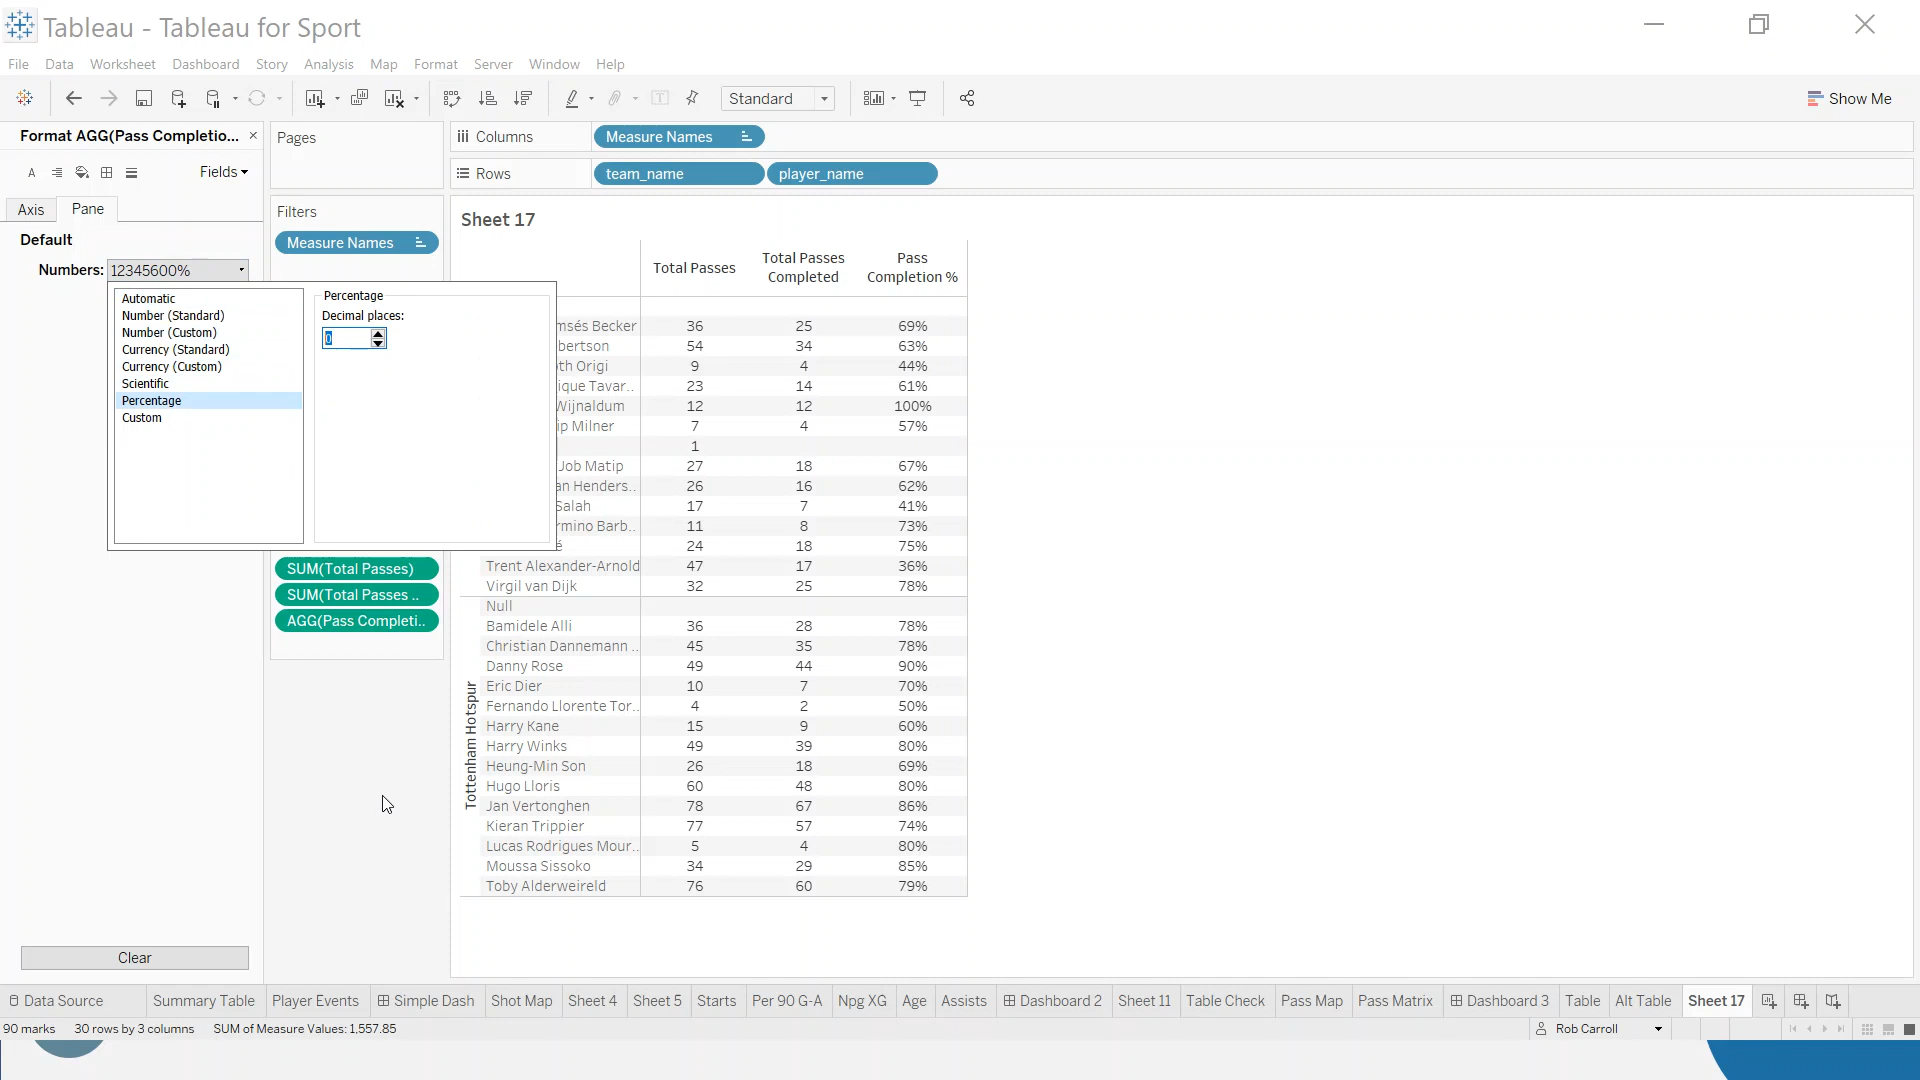 Tableau - Tableau for Sport
File Data Worksheet Dashboard Story Analysis Map Format Server Window Help
Standard
Show Me
Format AGG(Pass Completio...
Fields
Axis Pane
Default
Numbers: 12345600%
Automatic
Number (Standard)
Number (Custom)
Currency (Standard)
Currency (Custom)
Scientific
Percentage
Custom
Percentage
Decimal places:
0
Clear
Pages
Filters
Measure Names
SUM(Total Passes)
SUM(Total Passes ..
AGG(Pass Completi..
Columns Measure Names
Rows team_name player_name
Sheet 17
Total Passes Total Passes Completed Pass Completion %
msés Becker 36 25 69%
bertson 54 34 63%
oth Origi 9 4 44%
ique Tavar.. 23 14 61%
Wijnaldum 12 12 100%
ip Milner 7 4 57%
1
Job Matip 27 18 67%
an Henders.. 26 16 62%
Salah 17 7 41%
rmino Barb.. 11 8 73%
é 24 18 75%
Trent Alexander-Arnold 47 17 36%
Virgil van Dijk 32 25 78%
Tottenham Hotspur
Null
Bamidele Alli 36 28 78%
Christian Dannemann .. 45 35 78%
Danny Rose 49 44 90%
Eric Dier 10 7 70%
Fernando Llorente Tor.. 4 2 50%
Harry Kane 15 9 60%
Harry Winks 49 39 80%
Heung-Min Son 26 18 69%
Hugo Lloris 60 48 80%
Jan Vertonghen 78 67 86%
Kieran Trippier 77 57 74%
Lucas Rodrigues Mour.. 5 4 80%
Moussa Sissoko 34 29 85%
Toby Alderweireld 76 60 79%
Data Source Summary Table Player Events Simple Dash Shot Map Sheet 4 Sheet 5 Starts Per 90 G-A Npg XG Age Assists Dashboard 2 Sheet 11 Table Check Pass Map Pass Matrix Dashboard 3 Table Alt Table Sheet 17
90 marks 30 rows by 3 columns SUM of Measure Values: 1,557.85 Rob Carroll